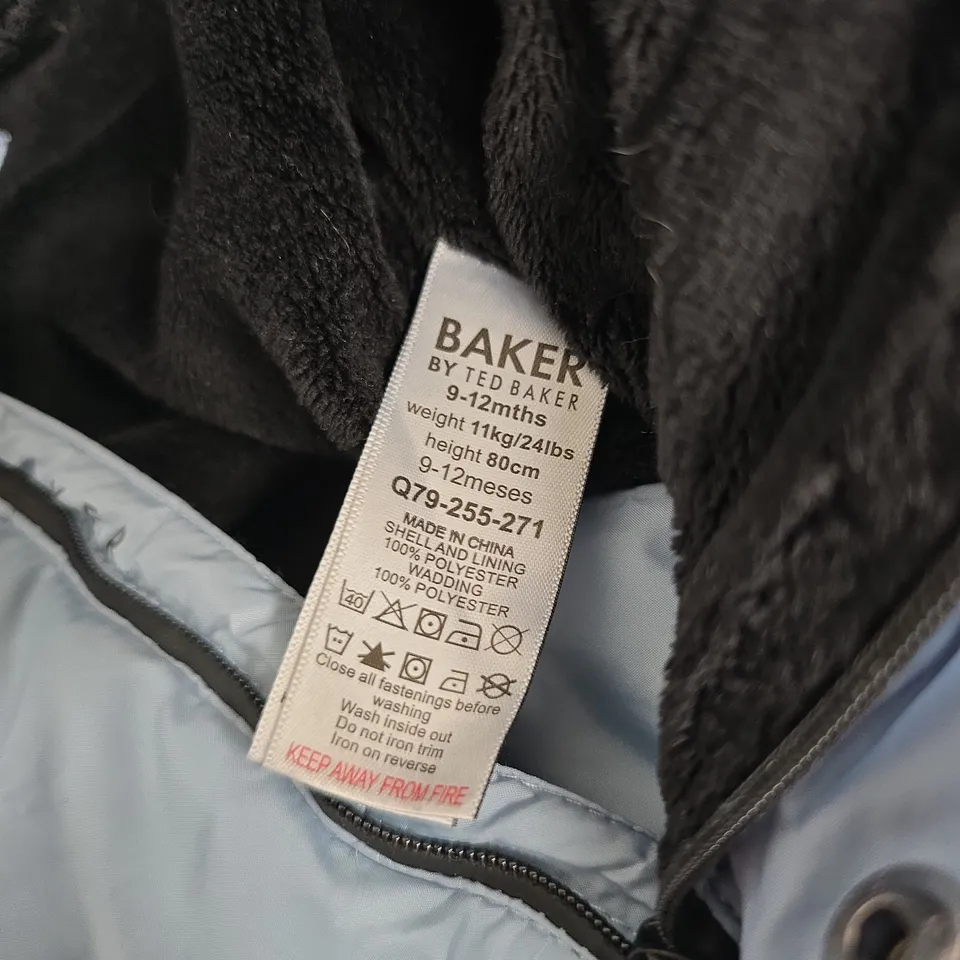 BAKER
BY TED BAKER
9-12mths
weight 11kg/24lbs
height 80cm
9-12meses
Q79-255-271
MADE IN CHINA
SHELL AND LINING
100% POLYESTER
WADDING
100% POLYESTER
40
Close all fastenings before
washing
Wash inside out
Do not iron trim
Iron on reverse
KEEP AWAY FROM FIRE